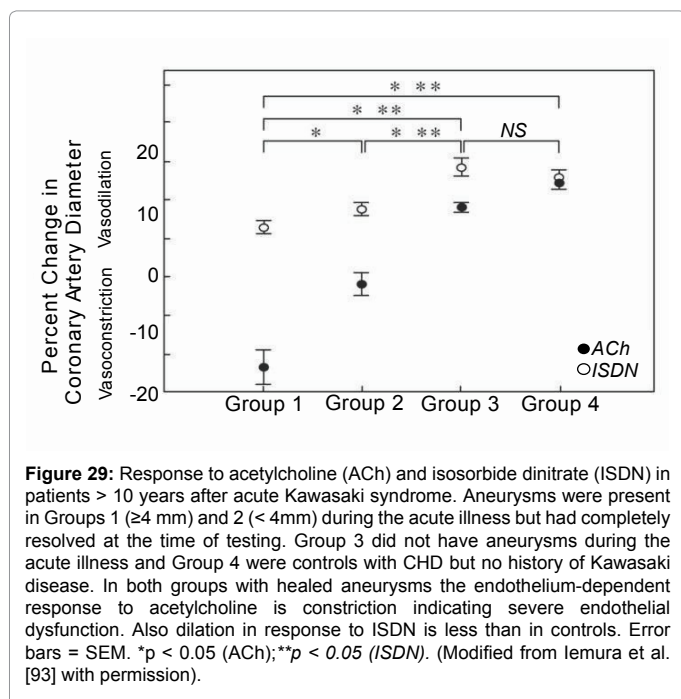 * **
* **
* * ** NS
20
10
0
-10
-20
Percent Change in
Coronary Artery Diameter
Vasoconstriction Vasodilation
● ACh
○ ISDN
Group 1 Group 2 Group 3 Group 4
Figure 29: Response to acetylcholine (ACh) and isosorbide dinitrate (ISDN) in
patients > 10 years after acute Kawasaki syndrome. Aneurysms were present
in Groups 1 (≥4 mm) and 2 (< 4mm) during the acute illness but had completely
resolved at the time of testing. Group 3 did not have aneurysms during the
acute illness and Group 4 were controls with CHD but no history of Kawasaki
disease. In both groups with healed aneurysms the endothelium-dependent
response to acetylcholine is constriction indicating severe endothelial
dysfunction. Also dilation in response to ISDN is less than in controls. Error
bars = SEM. *p < 0.05 (ACh);**p < 0.05 (ISDN). (Modified from Iemura et al.
[93] with permission).